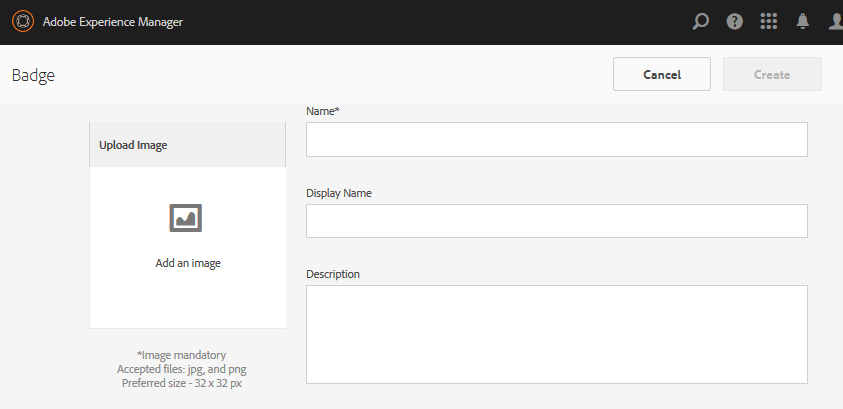 Adobe Experience Manager
Badge
Cancel
Create
Upload Image
Add an image
*Image mandatory
Accepted files: jpg, and png
Preferred size - 32 x 32 px
Name*
Display Name
Description